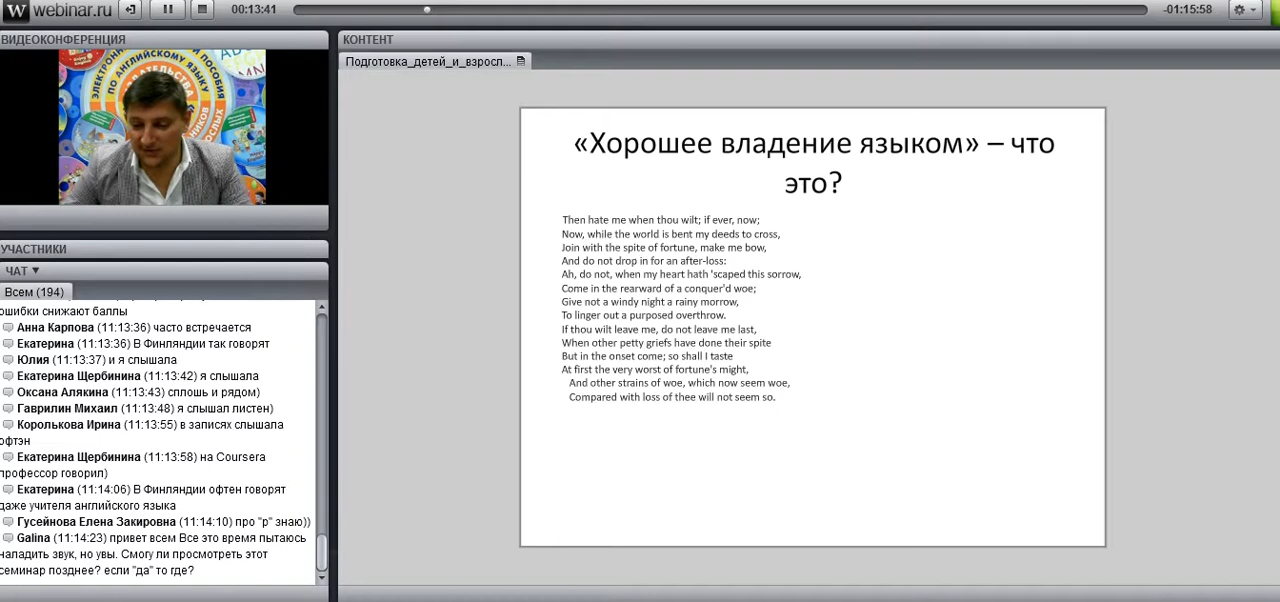 webinar.ru
00:13:41
-01:15:58
ВИДЕОКОНФЕРЕНЦИЯ
ЭЛЕКТРОННЫЕ ПОСОБИЯ
ПО АНГЛИЙСКОМУ ЯЗЫКУ
УЧАСТНИКИ
ЧАТ ▼
Всем (194)
ошибки снижают баллы
Анна Карпова (11:13:36) часто встречается
Екатерина (11:13:36) В Финляндии так говорят
Юлия (11:13:37) и я слышала
Екатерина Щербинина (11:13:42) я слышала
Оксана Алякина (11:13:43) сплошь и рядом)
Гаврилин Михаил (11:13:48) я слышал листен)
Королькова Ирина (11:13:55) в записях слышала
офтэн
Екатерина Щербинина (11:13:58) на Coursera
профессор говорил)
Екатерина (11:14:06) В Финляндии офтен говорят
даже учителя английского языка
Гусейнова Елена Закировна (11:14:10) про "р" знаю))
Galina (11:14:23) привет всем Все это время пытаюсь
наладить звук, но увы. Смогу ли просмотреть этот
семинар позднее? если "да" то где?
КОНТЕНТ
Подготовка_детей_и_взросл...
«Хорошее владение языком» – что
это?
Then hate me when thou wilt; if ever, now;
Now, while the world is bent my deeds to cross,
Join with the spite of fortune, make me bow,
And do not drop in for an after-loss:
Ah, do not, when my heart hath 'scaped this sorrow,
Come in the rearward of a conquer'd woe;
Give not a windy night a rainy morrow,
To linger out a purposed overthrow.
If thou wilt leave me, do not leave me last,
When other petty griefs have done their spite
But in the onset come; so shall I taste
At first the very worst of fortune's might,
And other strains of woe, which now seem woe,
Compared with loss of thee will not seem so.